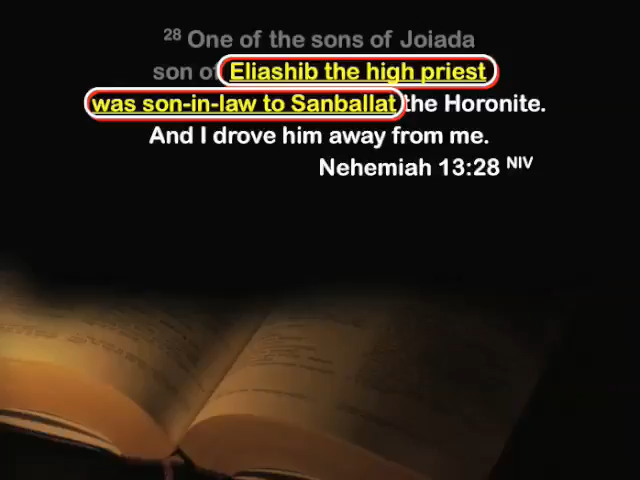 28 One of the sons of Joiada
son of Eliashib the high priest
was son-in-law to Sanballat the Horonite.
And I drove him away from me.
Nehemiah 13:28 NIV